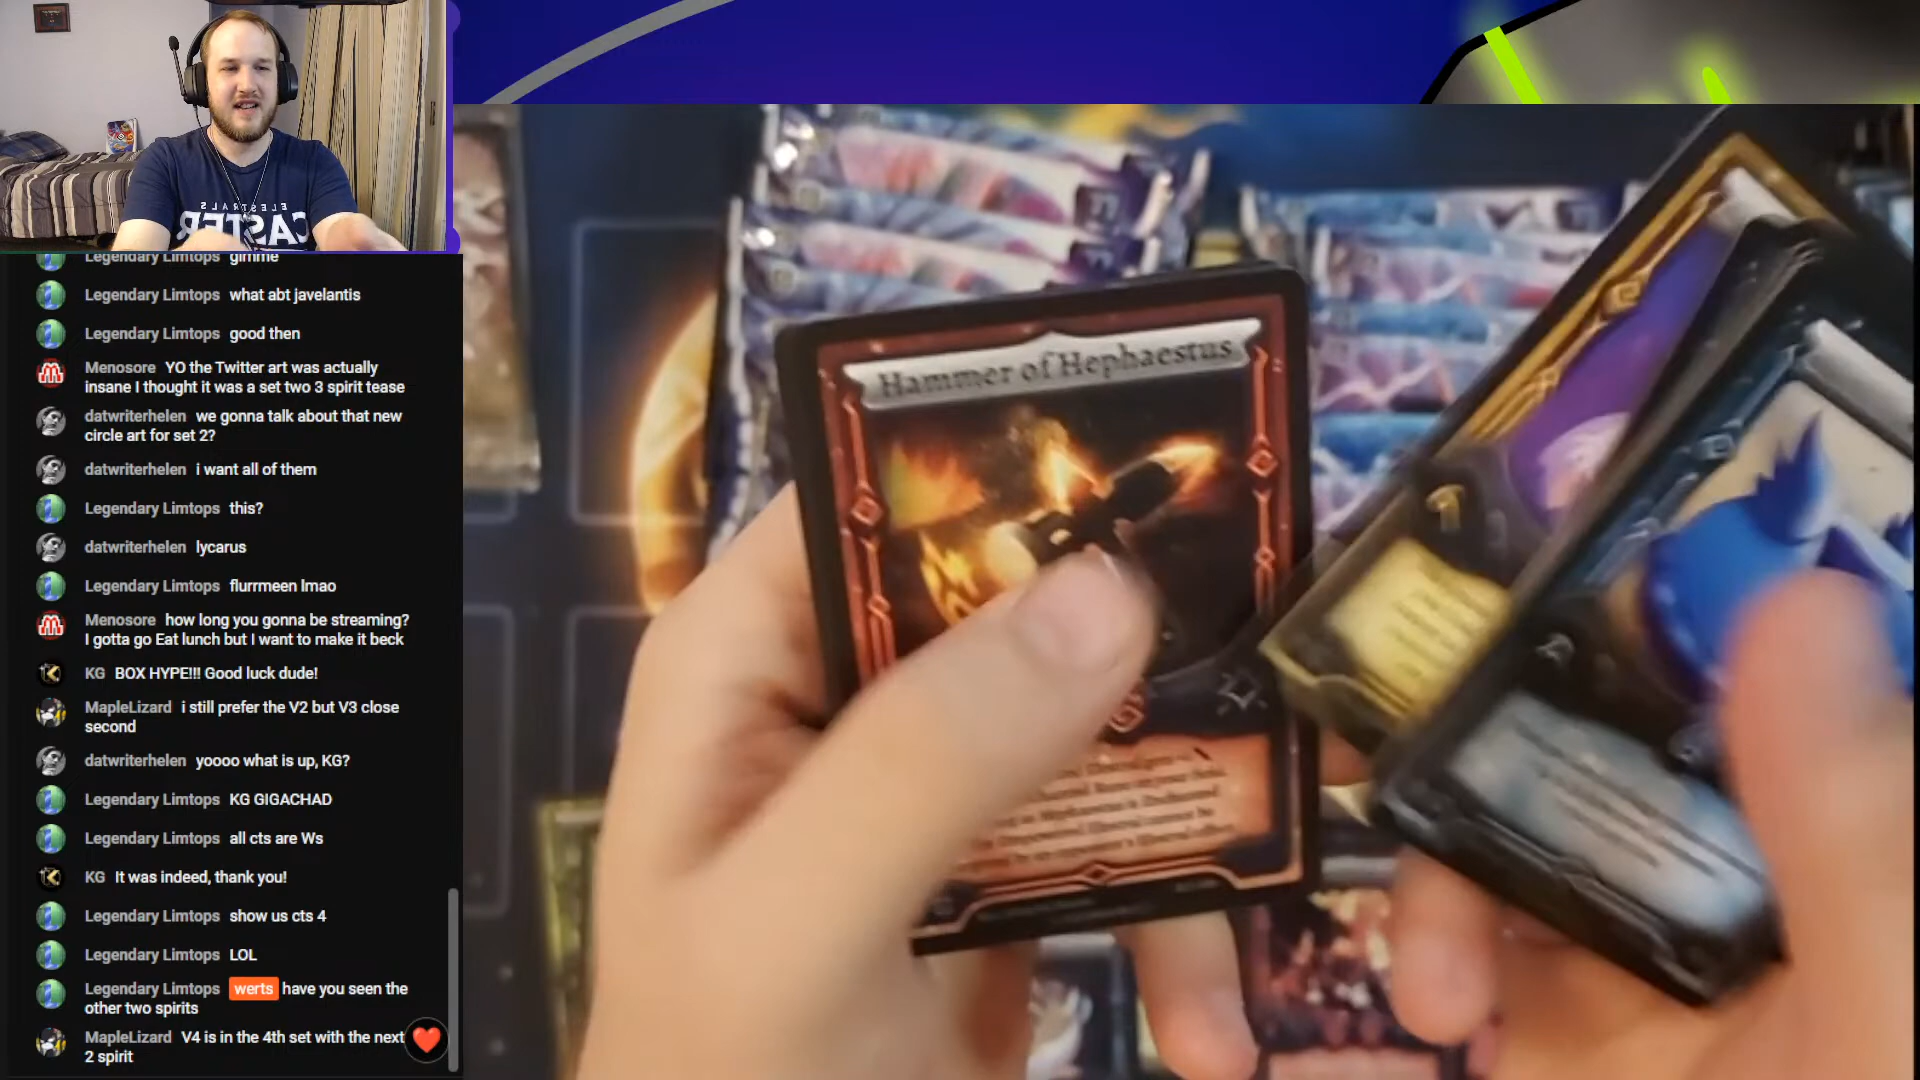 ELESTRALS
CASTER
Legendary Limtops gimme
Legendary Limtops what abt javelantis
Legendary Limtops good then
Menosore YO the Twitter art was actually
insane I thought it was a set two 3 spirit tease
datwriterhelen we gonna talk about that new
circle art for set 2?
datwriterhelen i want all of them
Legendary Limtops this?
datwriterhelen lycarus
Legendary Limtops flurrmeen lmao
Menosore how long you gonna be streaming?
I gotta go Eat lunch but I want to make it beck
KG BOX HYPE!!! Good luck dude!
MapleLizard i still prefer the V2 but V3 close
second
datwriterhelen yoooo what is up, KG?
Legendary Limtops KG GIGACHAD
Legendary Limtops all cts are Ws
KG It was indeed, thank you!
Legendary Limtops show us cts 4
Legendary Limtops LOL
Legendary Limtops werts have you seen the
other two spirits
MapleLizard V4 is in the 4th set with the next
2 spirit
Hammer of Hephaestus